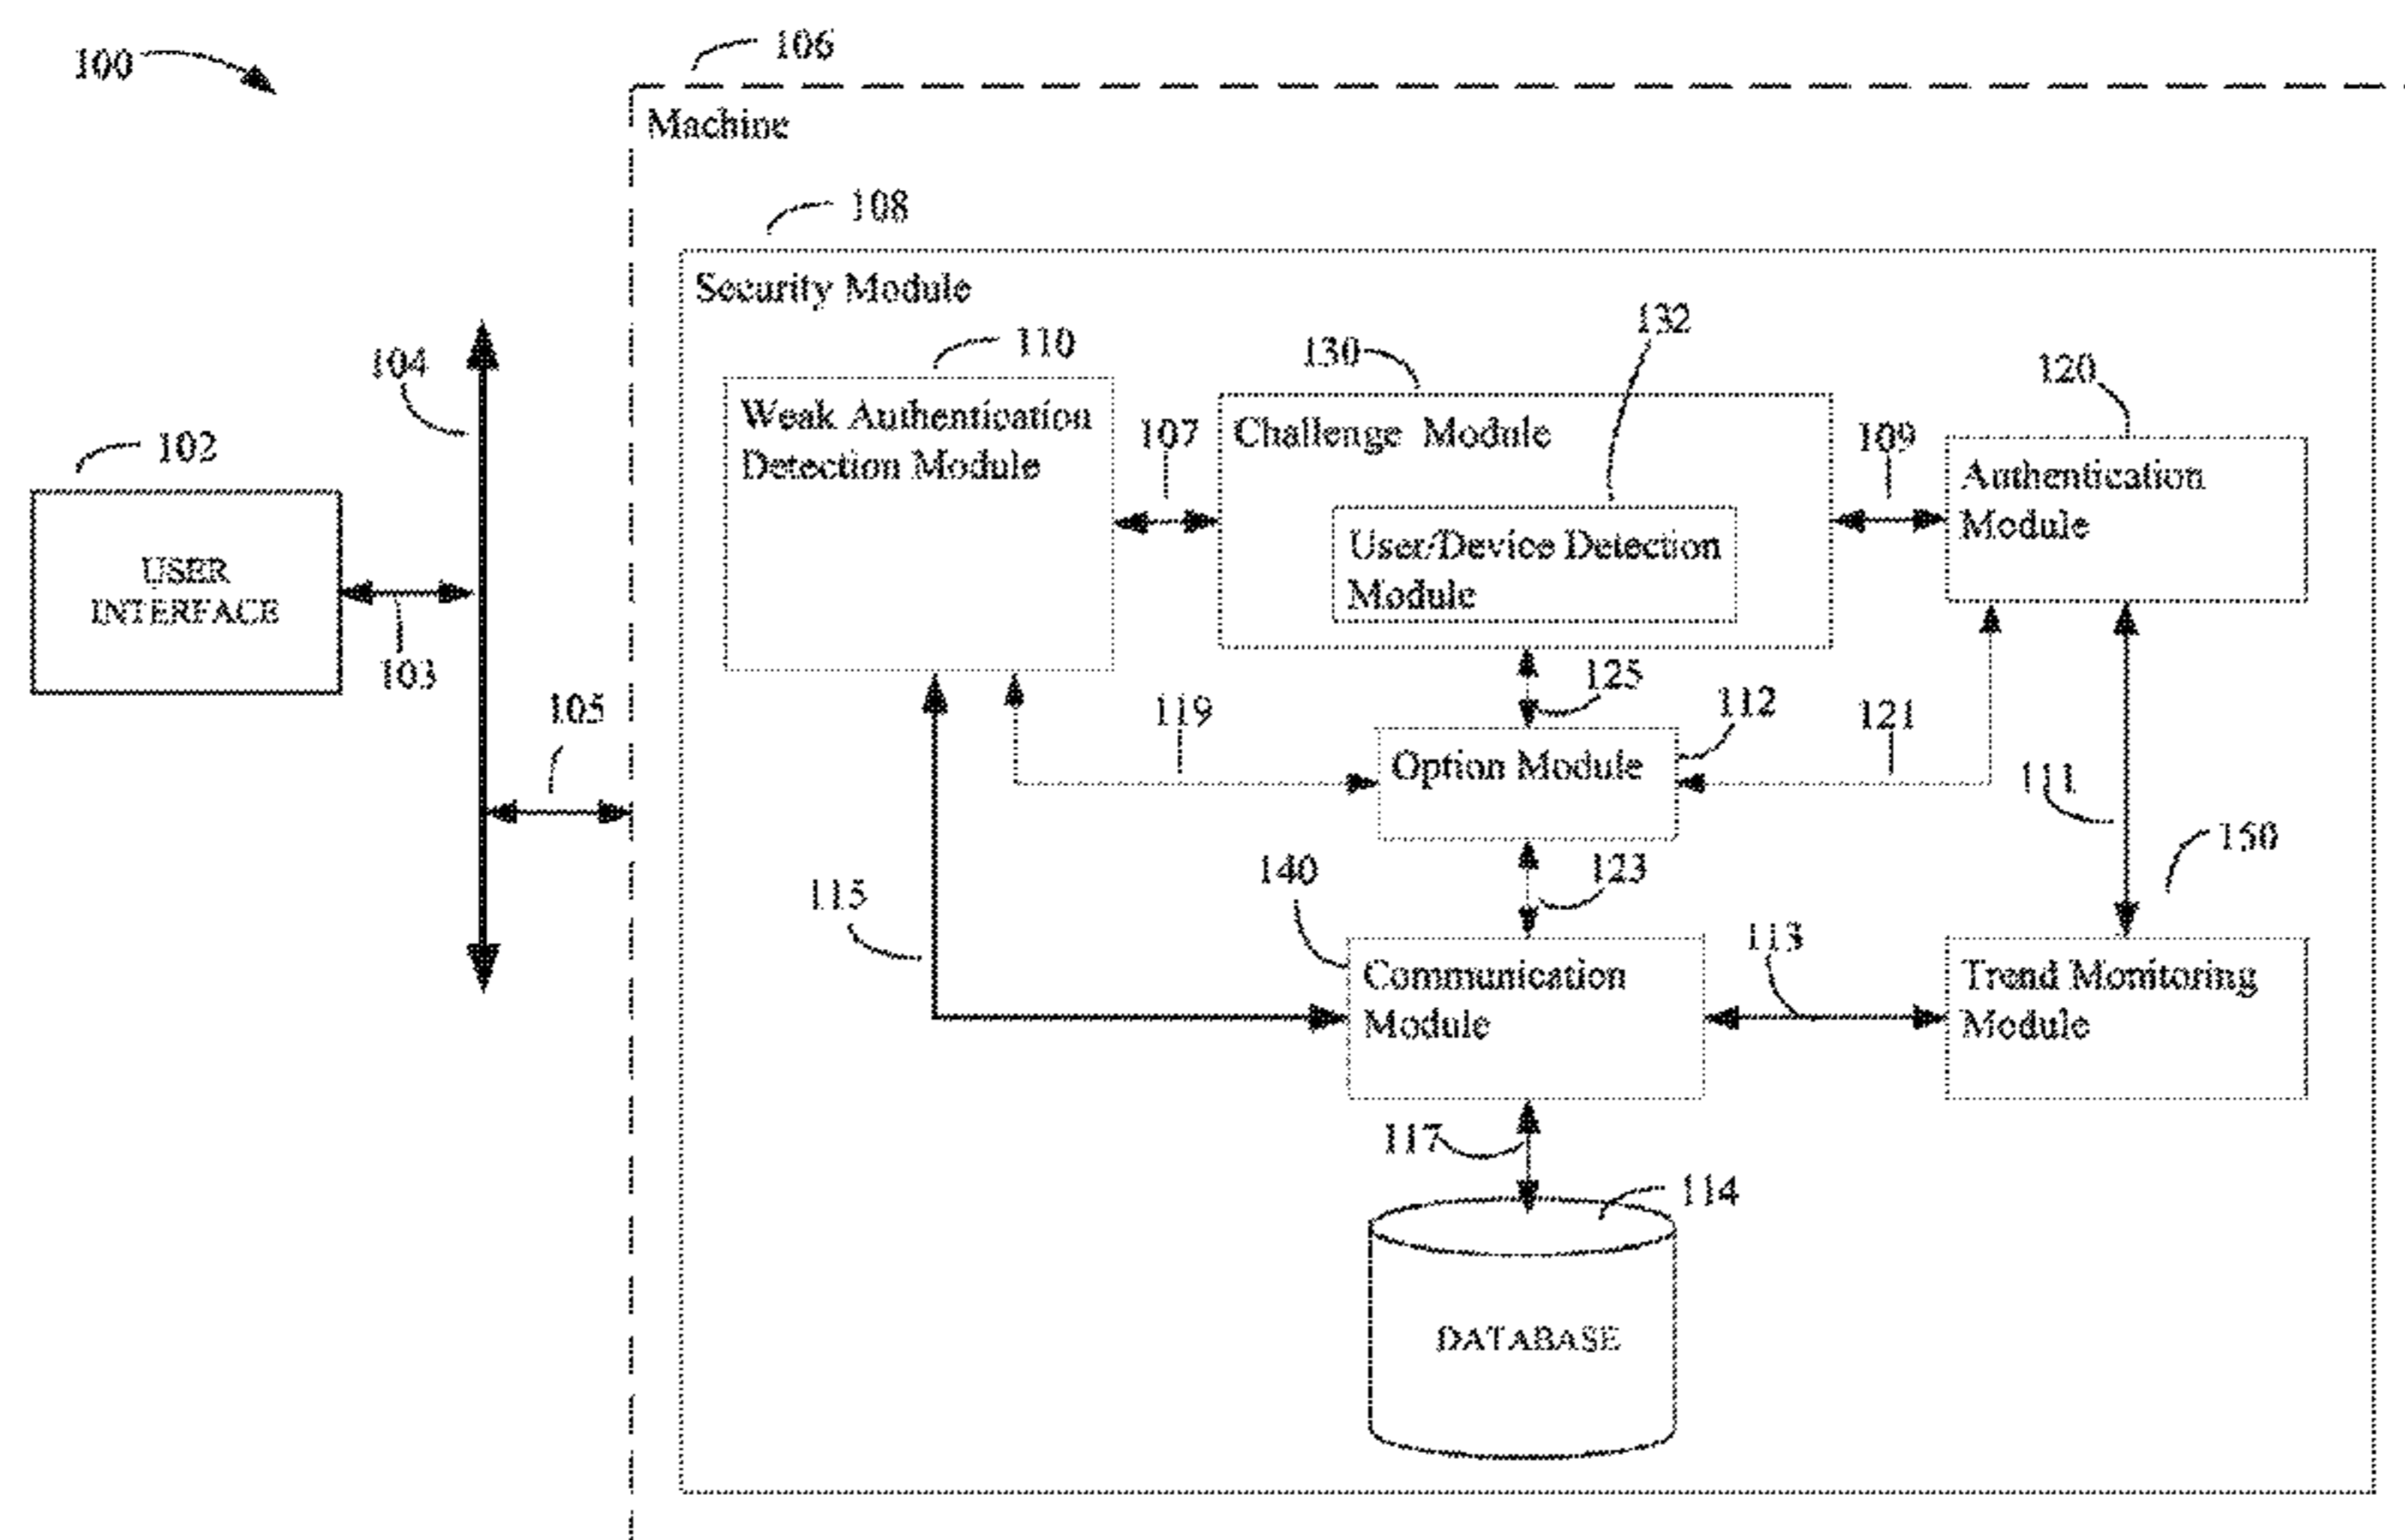 100
106
Machine
108
Security Module
132
110
130
120
104
Weak Authentication
Detection Module
107
Challenge Module
109
Authentication
Module
102
User/Device Detection
Module
USER
INTERFACE
103
125
105
119
112
121
Option Module
111
150
140
123
115
113
Communication
Module
Trend Monitoring
Module
117
114
DATABASE